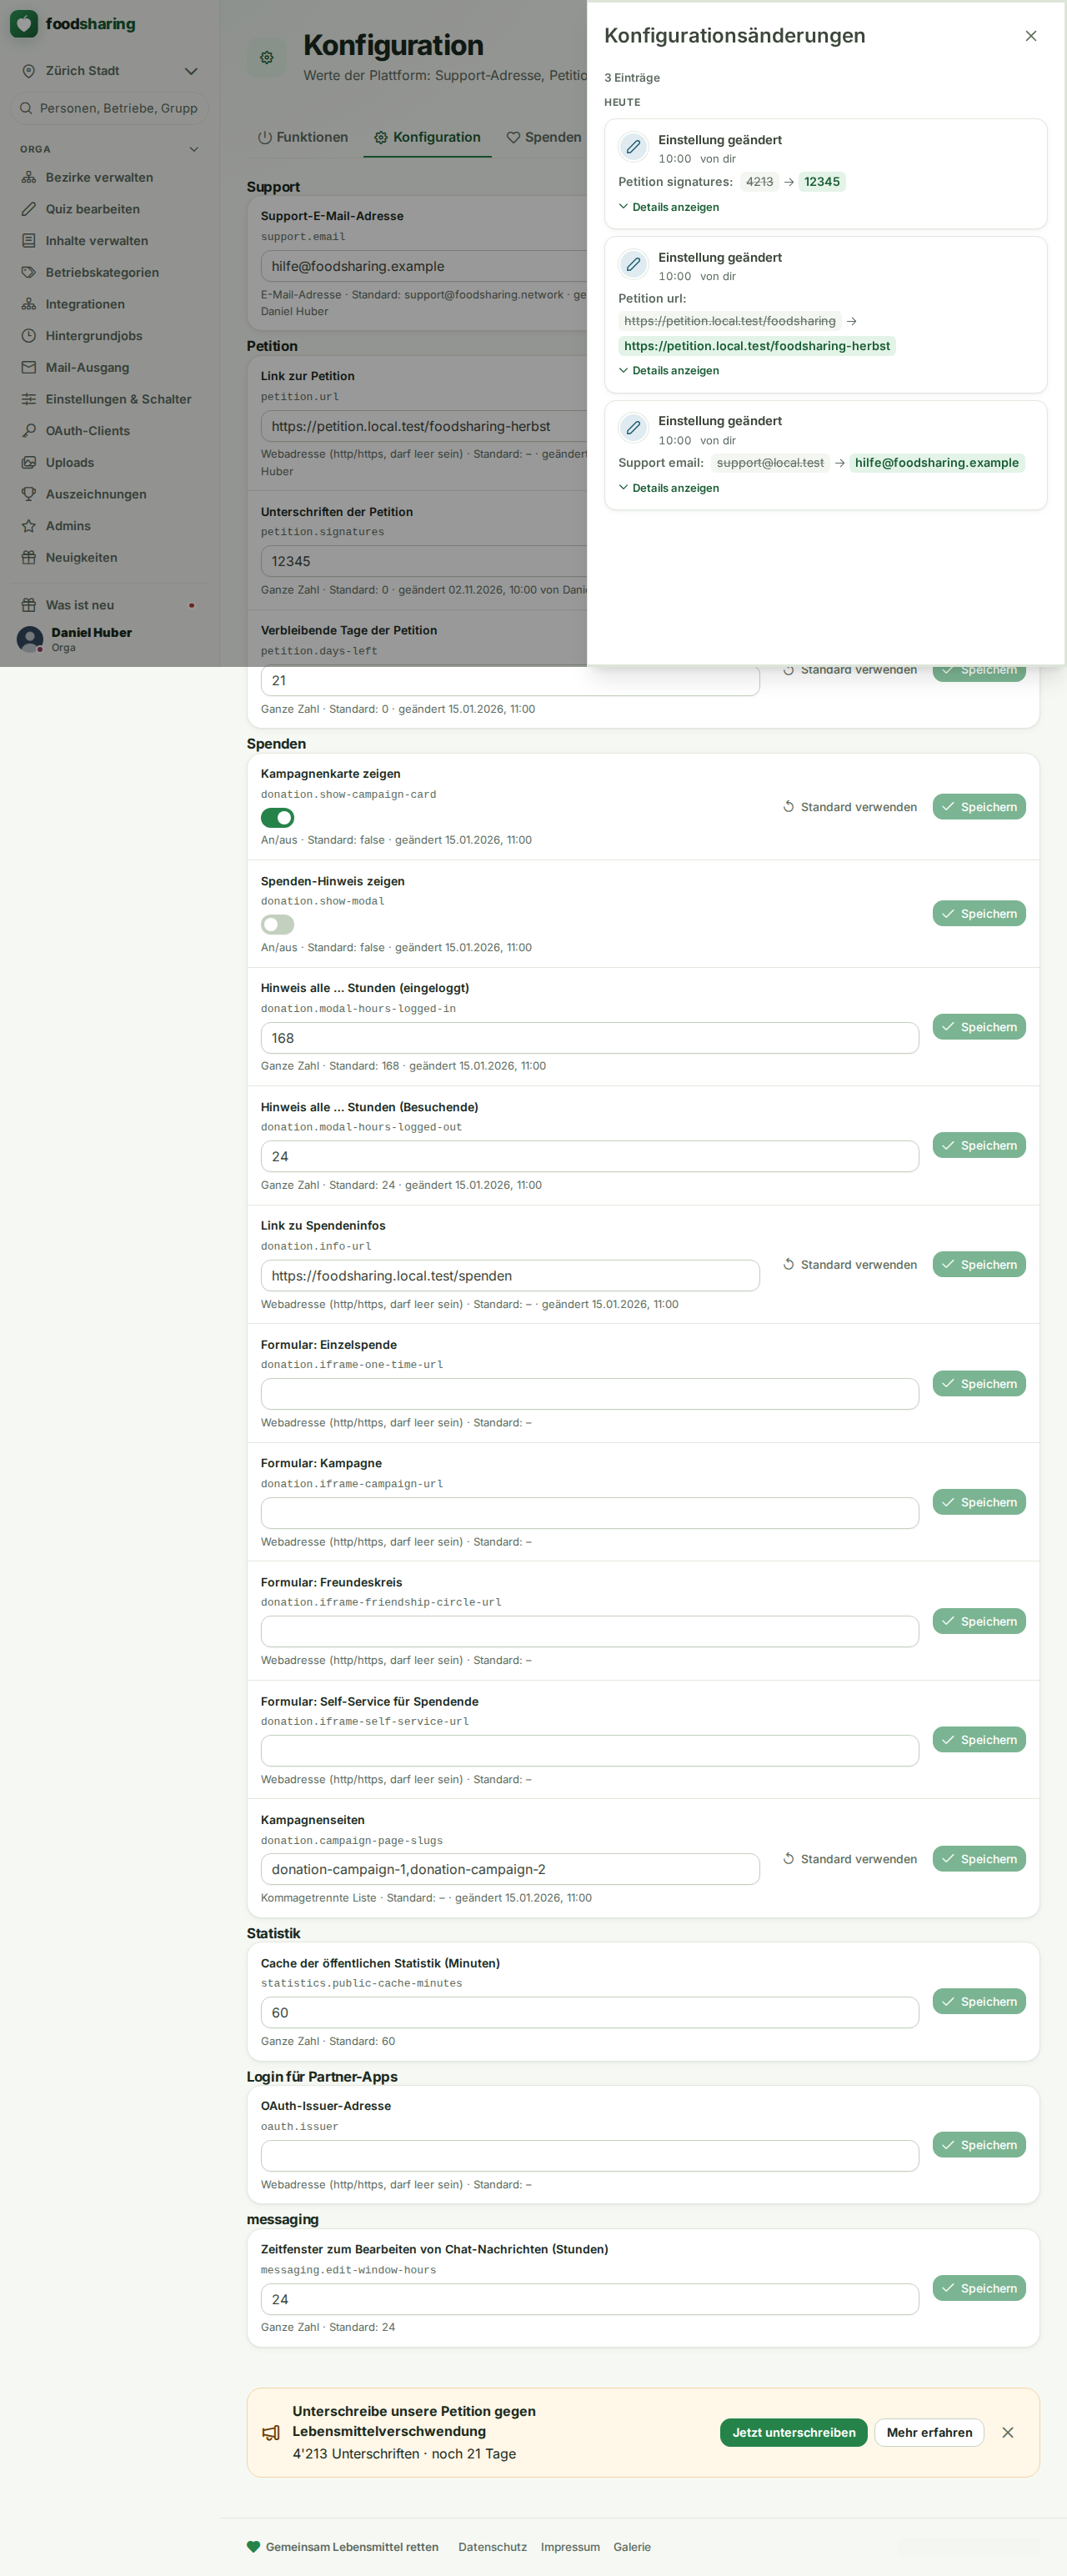 foodsharing
Zürich Stadt
Personen, Betriebe, Grupp
ORGA
Bezirke verwalten
Quiz bearbeiten
Inhalte verwalten
Betriebskategorien
Integrationen
Hintergrundjobs
Mail-Ausgang
Einstellungen & Schalter
OAuth-Clients
Uploads
Auszeichnungen
Admins
Neuigkeiten
Was ist neu
Daniel Huber
Orga
Konfiguration
Werte der Plattform: Support-Adresse, Petitio
Funktionen
Konfiguration
Spenden
Support
Support-E-Mail-Adresse
support.email
hilfe@foodsharing.example
E-Mail-Adresse · Standard: support@foodsharing.network · ge
Daniel Huber
Petition
Link zur Petition
petition.url
https://petition.local.test/foodsharing-herbst
Webadresse (http/https, darf leer sein) · Standard: – · geändert
Huber
Unterschriften der Petition
petition.signatures
12345
Ganze Zahl · Standard: 0 · geändert 02.11.2026, 10:00 von Dani
Verbleibende Tage der Petition
petition.days-left
21
Standard verwenden
Speichern
Ganze Zahl · Standard: 0 · geändert 15.01.2026, 11:00
Konfigurationsänderungen
3 Einträge
HEUTE
Einstellung geändert
10:00 von dir
Petition signatures: 4213 → 12345
Details anzeigen
Einstellung geändert
10:00 von dir
Petition url:
https://petition.local.test/foodsharing →
https://petition.local.test/foodsharing-herbst
Details anzeigen
Einstellung geändert
10:00 von dir
Support email: support@local.test → hilfe@foodsharing.example
Details anzeigen
Spenden
Kampagnenkarte zeigen
donation.show-campaign-card
Standard verwenden
Speichern
An/aus · Standard: false · geändert 15.01.2026, 11:00
Spenden-Hinweis zeigen
donation.show-modal
Speichern
An/aus · Standard: false · geändert 15.01.2026, 11:00
Hinweis alle … Stunden (eingeloggt)
donation.modal-hours-logged-in
168
Speichern
Ganze Zahl · Standard: 168 · geändert 15.01.2026, 11:00
Hinweis alle … Stunden (Besuchende)
donation.modal-hours-logged-out
24
Speichern
Ganze Zahl · Standard: 24 · geändert 15.01.2026, 11:00
Link zu Spendeninfos
donation.info-url
https://foodsharing.local.test/spenden
Standard verwenden
Speichern
Webadresse (http/https, darf leer sein) · Standard: – · geändert 15.01.2026, 11:00
Formular: Einzelspende
donation.iframe-one-time-url
Speichern
Webadresse (http/https, darf leer sein) · Standard: –
Formular: Kampagne
donation.iframe-campaign-url
Speichern
Webadresse (http/https, darf leer sein) · Standard: –
Formular: Freundeskreis
donation.iframe-friendship-circle-url
Speichern
Webadresse (http/https, darf leer sein) · Standard: –
Formular: Self-Service für Spendende
donation.iframe-self-service-url
Speichern
Webadresse (http/https, darf leer sein) · Standard: –
Kampagnenseiten
donation.campaign-page-slugs
donation-campaign-1,donation-campaign-2
Standard verwenden
Speichern
Kommagetrennte Liste · Standard: – · geändert 15.01.2026, 11:00
Statistik
Cache der öffentlichen Statistik (Minuten)
statistics.public-cache-minutes
60
Speichern
Ganze Zahl · Standard: 60
Login für Partner-Apps
OAuth-Issuer-Adresse
oauth.issuer
Speichern
Webadresse (http/https, darf leer sein) · Standard: –
messaging
Zeitfenster zum Bearbeiten von Chat-Nachrichten (Stunden)
messaging.edit-window-hours
24
Speichern
Ganze Zahl · Standard: 24
Unterschreibe unsere Petition gegen
Lebensmittelverschwendung
4'213 Unterschriften · noch 21 Tage
Jetzt unterschreiben
Mehr erfahren
Gemeinsam Lebensmittel retten
Datenschutz
Impressum
Galerie